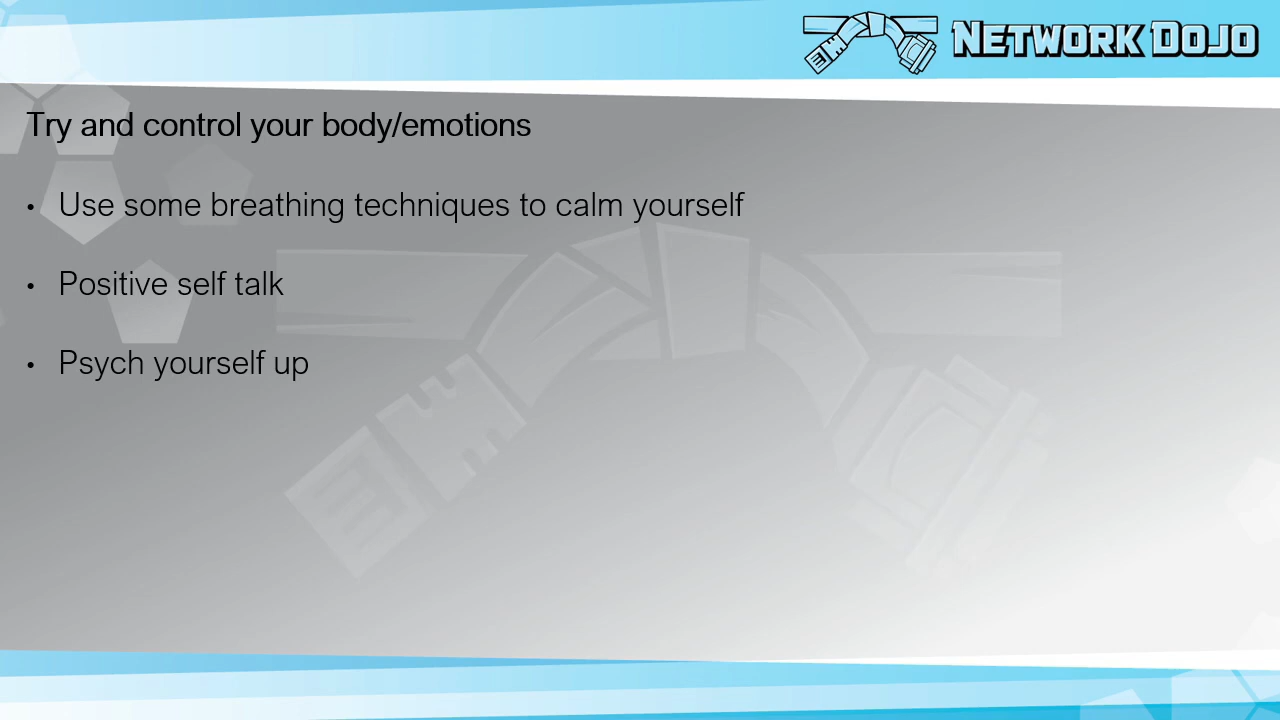 NETWORK DOJO
Try and control your body/emotions
• Use some breathing techniques to calm yourself
• Positive self talk
• Psych yourself up